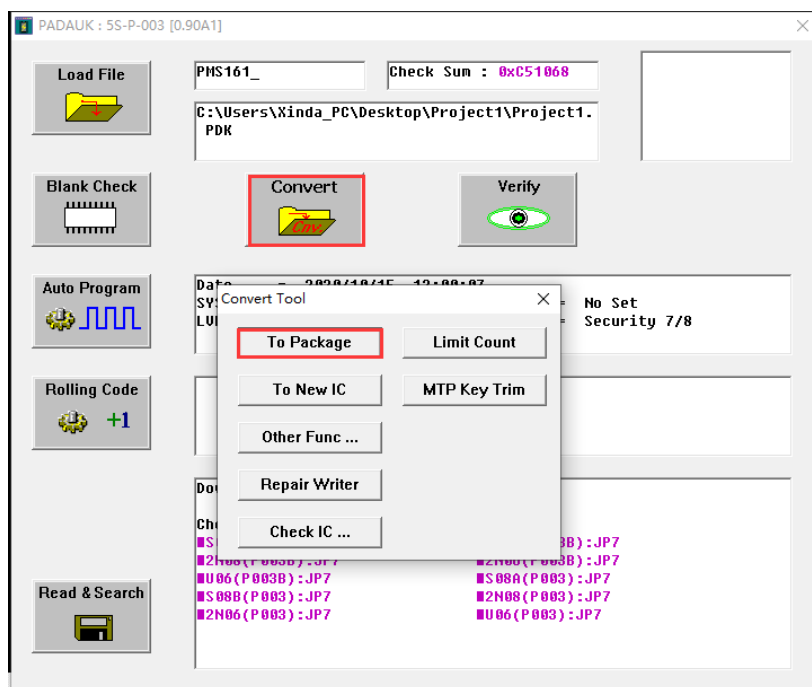 PADAUK : 5S-P-003 [0.90A1]
Load File
PMS161_
Check Sum : 0xC51068
C:\Users\Xinda_PC\Desktop\Project1\Project1.
PDK
Blank Check
Convert
Cnv.
Verify
Auto Program
Convert Tool
= No Set
= Security 7/8
To Package
Limit Count
To New IC
MTP Key Trim
Rolling Code
+1
Other Func ...
Repair Writer
Check IC ...
3B):JP7
■U06(P003B):JP7
■S08A(P003):JP7
■S08B(P003):JP7
■2N08(P003):JP7
■2N06(P003):JP7
■U06(P003):JP7
Read & Search